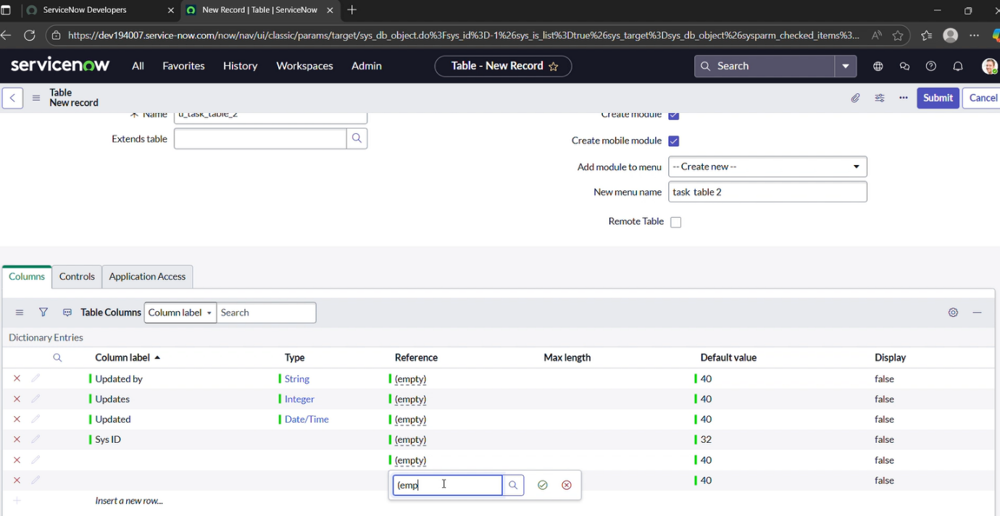 ServiceNow Developers
New Record | Table | ServiceNow
https://dev194007.service-now.com/now/nav/ui/classic/params/target/sys_db_object.do%3Fsys_id%3D-1%26sys_is_list%3Dtrue%26sys_target%3Dsys_db_object%26sysparm_checked_items%3...
servicenow All Favorites History Workspaces Admin Table - New Record Search
Table
New record
Submit Cancel
Name u_task_table_2 Create module
Extends table Create mobile module
Add module to menu -- Create new --
New menu name task table 2
Remote Table
Columns Controls Application Access
Table Columns Column label Search
Dictionary Entries
Column label Type Reference Max length Default value Display
Updated by String (empty) 40 false
Updates Integer (empty) 40 false
Updated Date/Time (empty) 40 false
Sys ID (empty) 32 false
(empty) 40 false
(emp 40 false
Insert a new row...